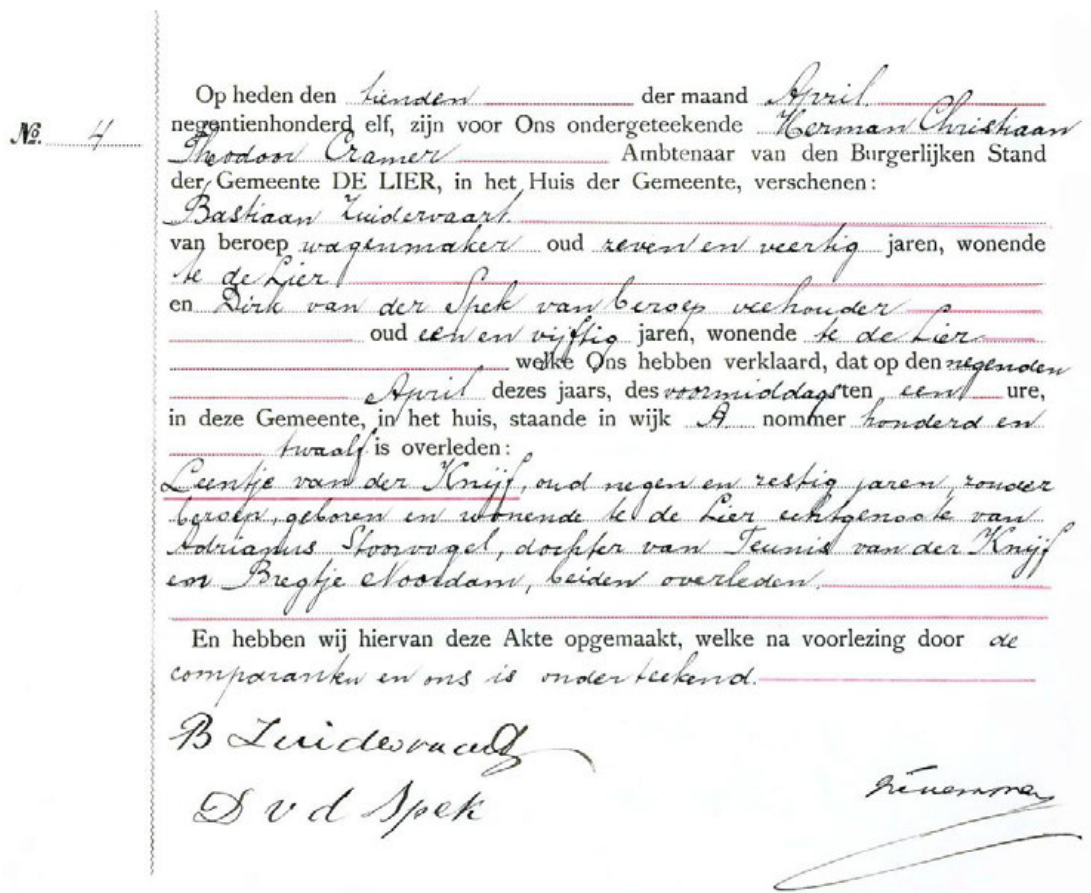 Op heden den tienden der maand April
No. 4
negentienhonderd elf, zijn voor Ons ondergeteekende Herman Christiaan
Theodoor Cramer Ambtenaar van den Burgerlijken Stand
der Gemeente DE LIER, in het Huis der Gemeente, verschenen:
Bastiaan Zuidervaart
van beroep wagenmaker oud zeven en veertig jaren, wonende
te de Lier
en Dirk van der Spek van beroep veehouder
oud een en vijftig jaren, wonende te de Lier
welke Ons hebben verklaard, dat op den negenden
April dezes jaars, des voormiddags ten een ure,
in deze Gemeente, in het huis, staande in wijk A nommer honderd en
twaalf is overleden:
Leentje van der Knijf, oud negen en zestig jaren, zonder
beroep, geboren en wonende te de Lier echtgenoote van
Adrianus Stoorvogel, dochter van Teunis van der Knijf
en Bregtje Noordam, beiden overleden.
En hebben wij hiervan deze Akte opgemaakt, welke na voorlezing door de
comparanten en ons is onderteekend.
B Zuidervaart
D v d Spek